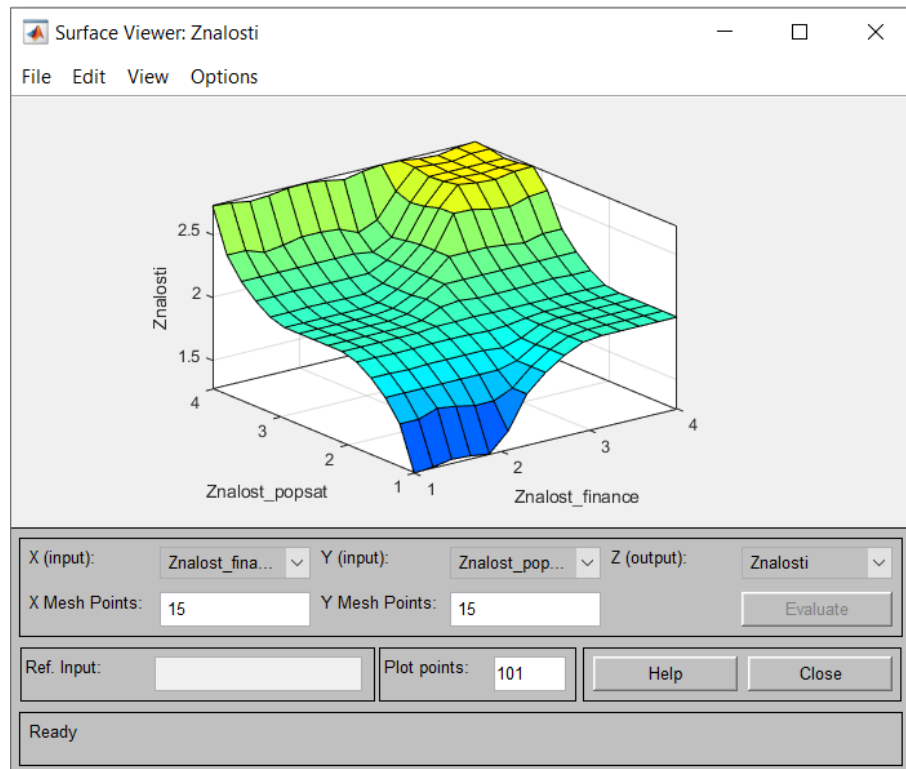 Surface Viewer: Znalosti
File Edit View Options
2.5
2
1.5
Znalosti
4
3
2
1
Znalost_popsat
1
2
3
4
Znalost_finance
X (input): Znalost_fina... Y (input): Znalost_pop... Z (output): Znalosti
X Mesh Points: 15 Y Mesh Points: 15 Evaluate
Ref. Input: Plot points: 101 Help Close
Ready